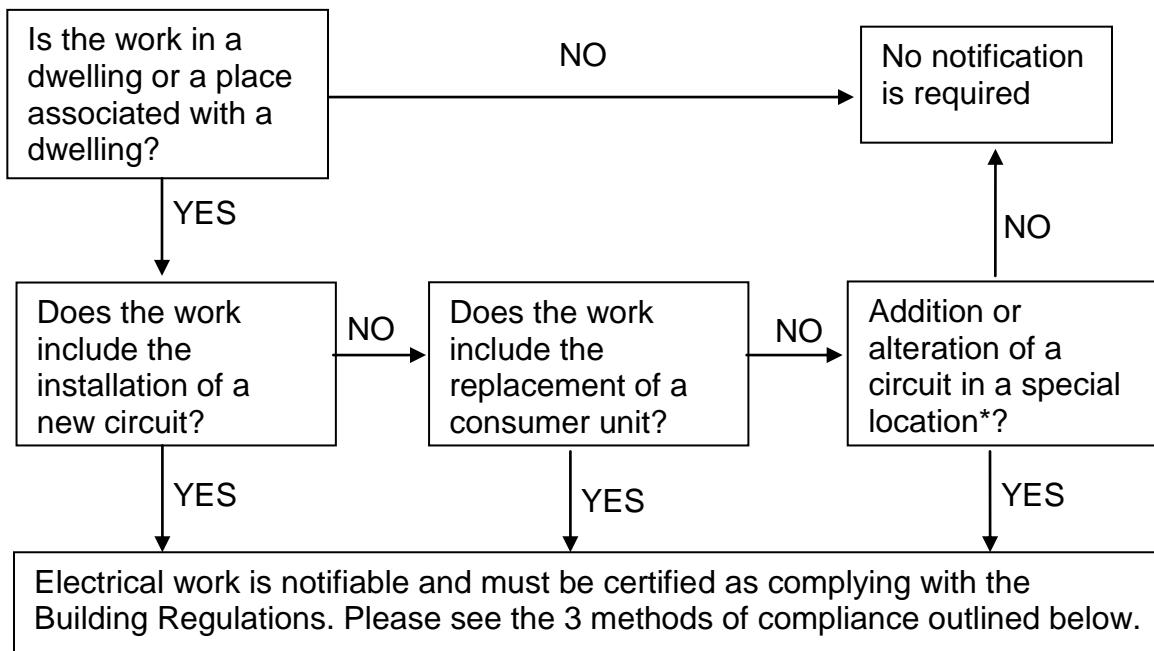 Is the work in a
dwelling or a place
associated with a
dwelling?
NO
No notification
is required
YES
NO
Does the work
include the
installation of a
new circuit?
NO
Does the work
include the
replacement of a
consumer unit?
NO
Addition or
alteration of a
circuit in a special
location*?
YES
YES
YES
Electrical work is notifiable and must be certified as complying with the
Building Regulations. Please see the 3 methods of compliance outlined below.